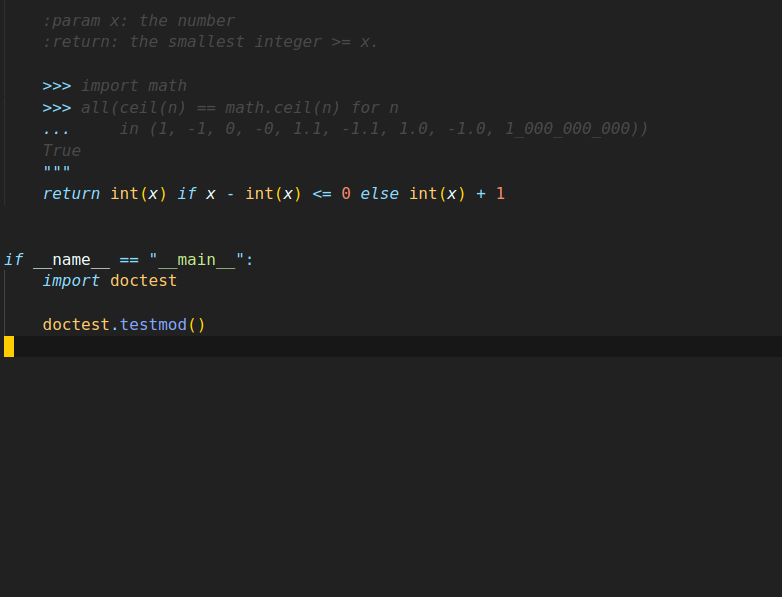 :param x: the number
    :return: the smallest integer >= x.

    >>> import math
    >>> all(ceil(n) == math.ceil(n) for n
    ...     in (1, -1, 0, -0, 1.1, -1.1, 1.0, -1.0, 1_000_000_000))
    True
    """
    return int(x) if x - int(x) <= 0 else int(x) + 1


if __name__ == "__main__":
    import doctest

    doctest.testmod()